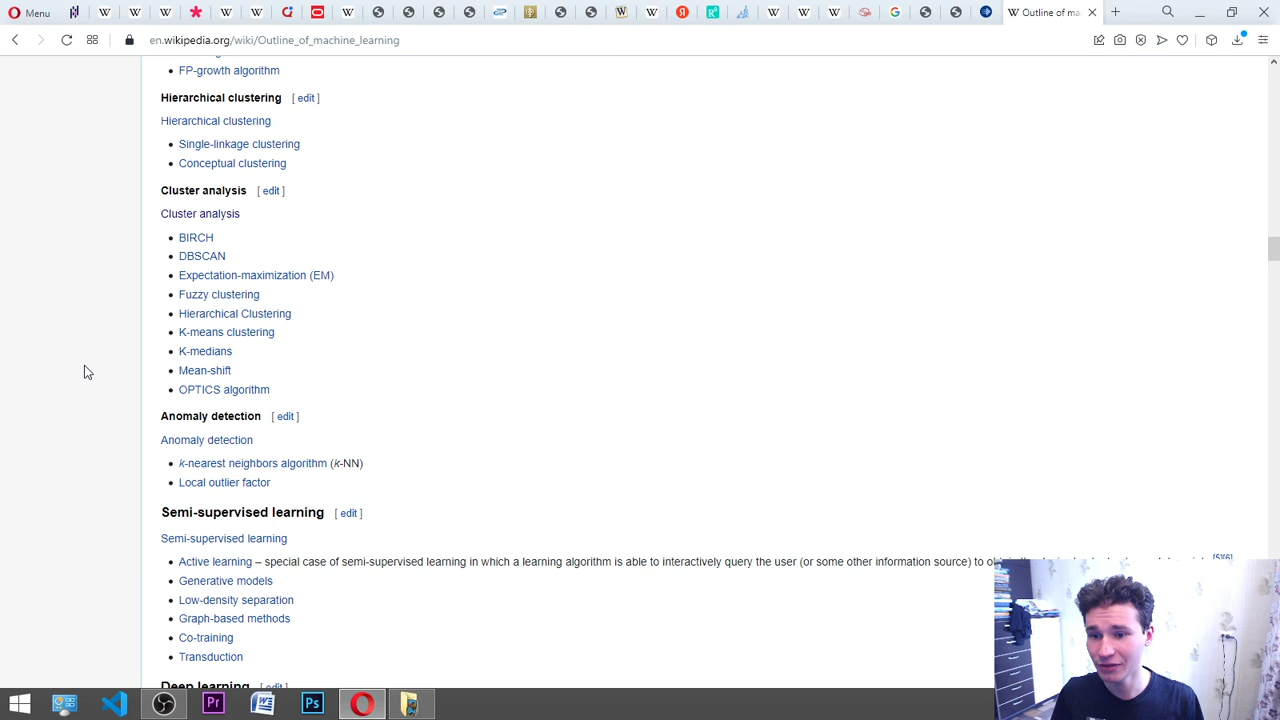 Menu
Outline of ma
en.wikipedia.org/wiki/Outline_of_machine_learning
FP-growth algorithm
Hierarchical clustering [ edit ]
Hierarchical clustering
Single-linkage clustering
Conceptual clustering
Cluster analysis [ edit ]
Cluster analysis
BIRCH
DBSCAN
Expectation-maximization (EM)
Fuzzy clustering
Hierarchical Clustering
K-means clustering
K-medians
Mean-shift
OPTICS algorithm
Anomaly detection [ edit ]
Anomaly detection
k-nearest neighbors algorithm (k-NN)
Local outlier factor
Semi-supervised learning [ edit ]
Semi-supervised learning
Active learning – special case of semi-supervised learning in which a learning algorithm is able to interactively query the user (or some other information source) to [5][6]
Generative models
Low-density separation
Graph-based methods
Co-training
Transduction
Deep learning [ edit ]
Pr
Ps